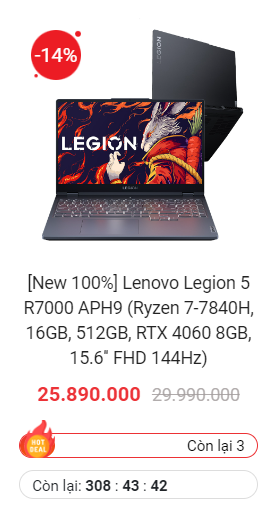 -14%
LEGION
LEGION
[New 100%] Lenovo Legion 5
R7000 APH9 (Ryzen 7-7840H,
16GB, 512GB, RTX 4060 8GB,
15.6" FHD 144Hz)
25.890.000 29.990.000
HOT
DEAL
Còn lại 3
Còn lại: 308 : 43 : 42